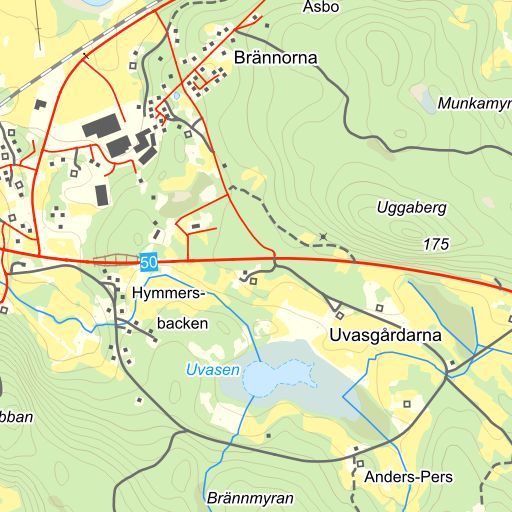 Åsbo
Brännorna
Munkamyr
Uggaberg
175
50
Hymmers-
backen
Uvasgårdarna
Uvasen
bban
Anders-Pers
Brännmyran